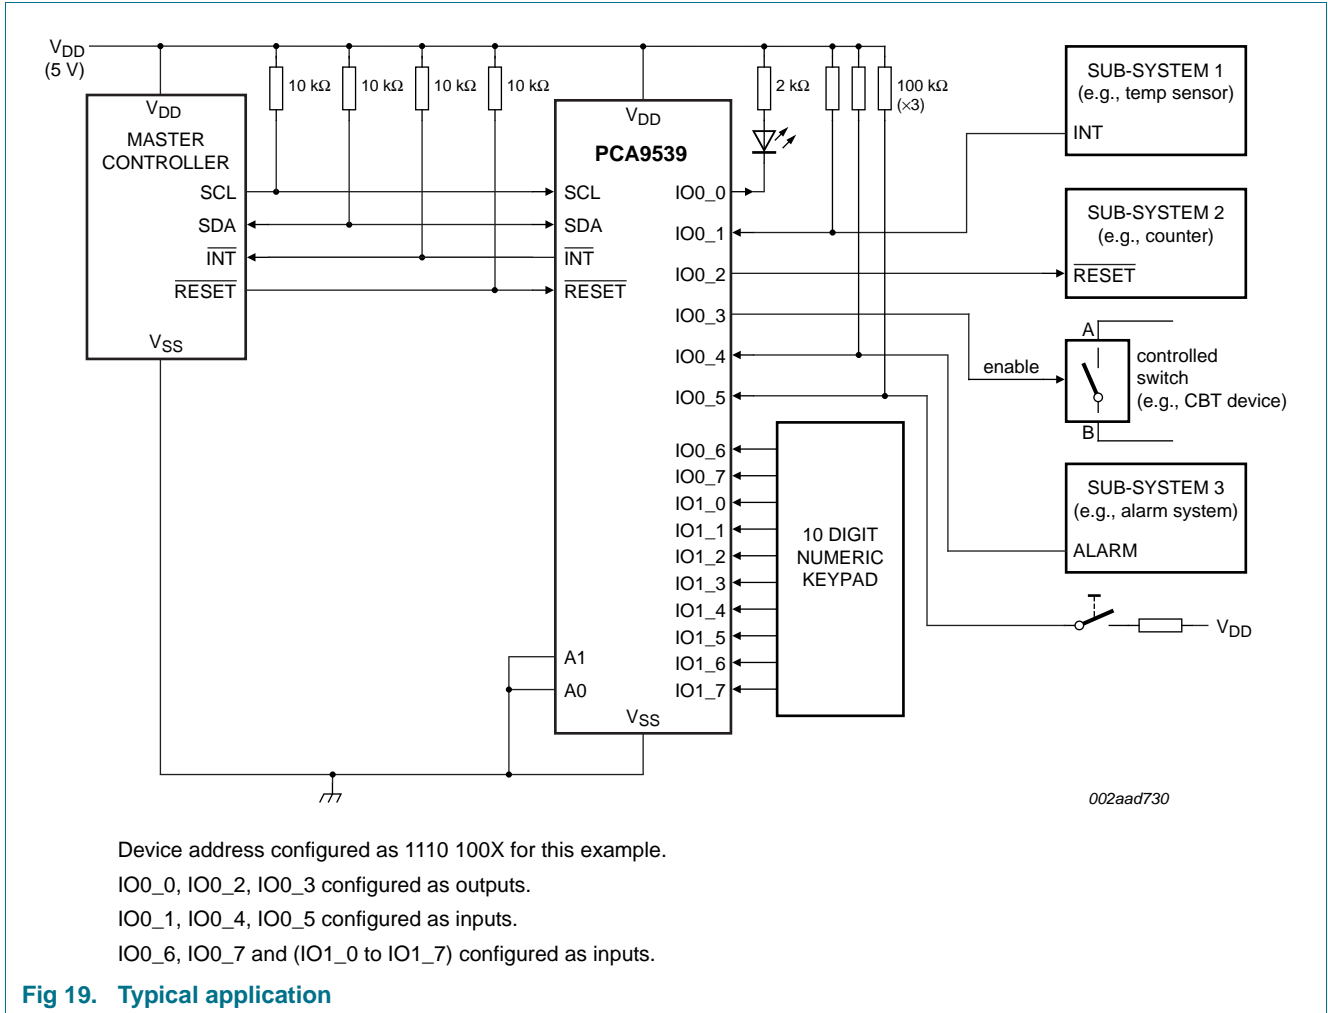 VDD
(5 V)
10 kΩ
10 kΩ
10 kΩ
10 kΩ
2 kΩ
100 kΩ
(×3)
VDD
MASTER
CONTROLLER
SCL
SDA
INT
RESET
VSS
VDD
PCA9539
SCL
SDA
INT
RESET
A1
A0
VSS
IO0_0
IO0_1
IO0_2
IO0_3
IO0_4
IO0_5
IO0_6
IO0_7
IO1_0
IO1_1
IO1_2
IO1_3
IO1_4
IO1_5
IO1_6
IO1_7
10 DIGIT
NUMERIC
KEYPAD
SUB-SYSTEM 1
(e.g., temp sensor)
INT
SUB-SYSTEM 2
(e.g., counter)
RESET
A
enable
B
controlled
switch
(e.g., CBT device)
SUB-SYSTEM 3
(e.g., alarm system)
ALARM
VDD
002aad730
Device address configured as 1110 100X for this example.
IO0_0, IO0_2, IO0_3 configured as outputs.
IO0_1, IO0_4, IO0_5 configured as inputs.
IO0_6, IO0_7 and (IO1_0 to IO1_7) configured as inputs.
Fig 19. Typical application